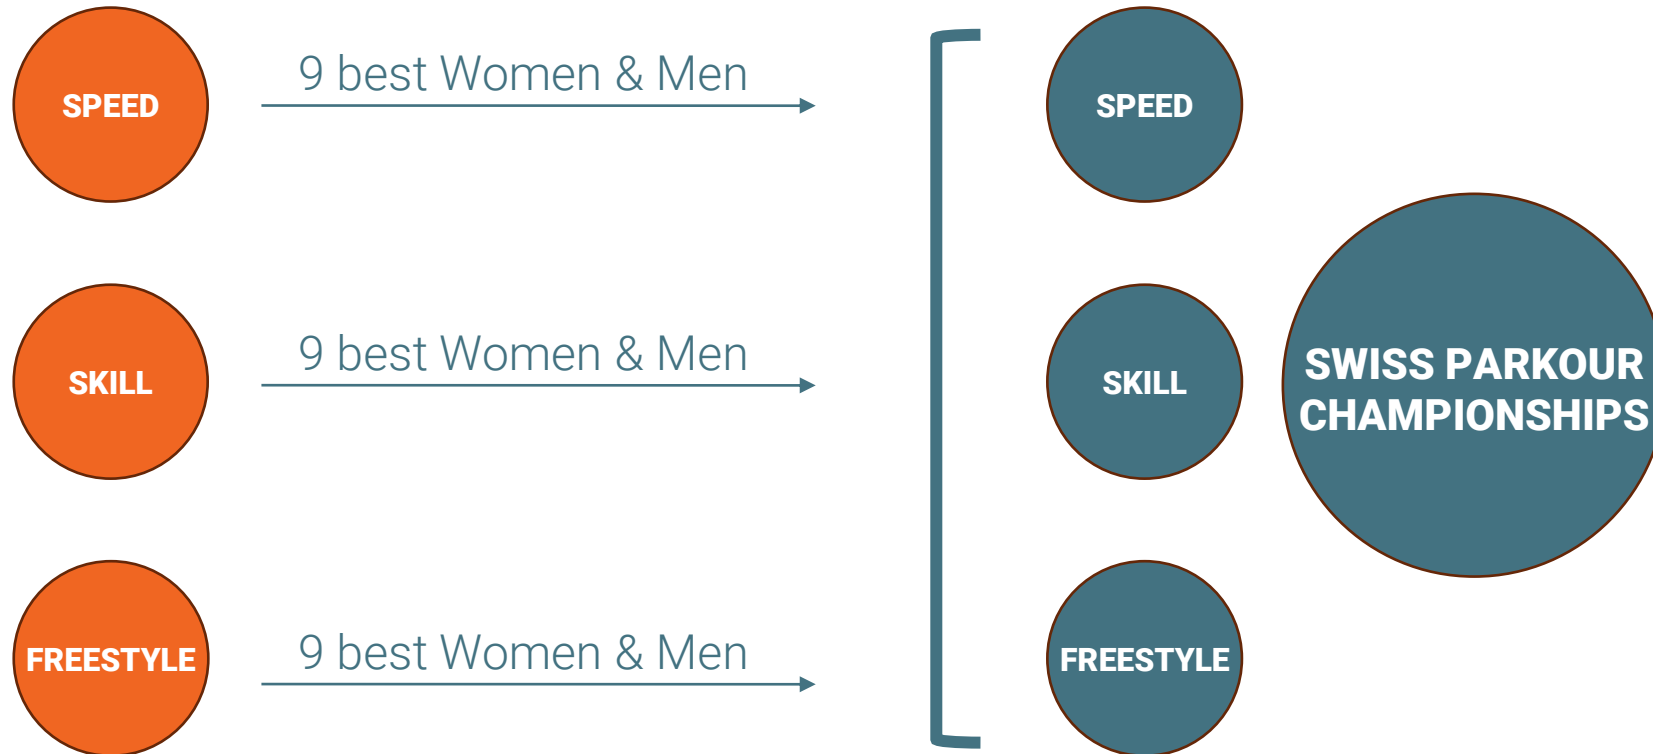 SPEED
9 best Women & Men
SPEED
SKILL
9 best Women & Men
SKILL
SWISS PARKOUR
CHAMPIONSHIPS
FREESTYLE
9 best Women & Men
FREESTYLE